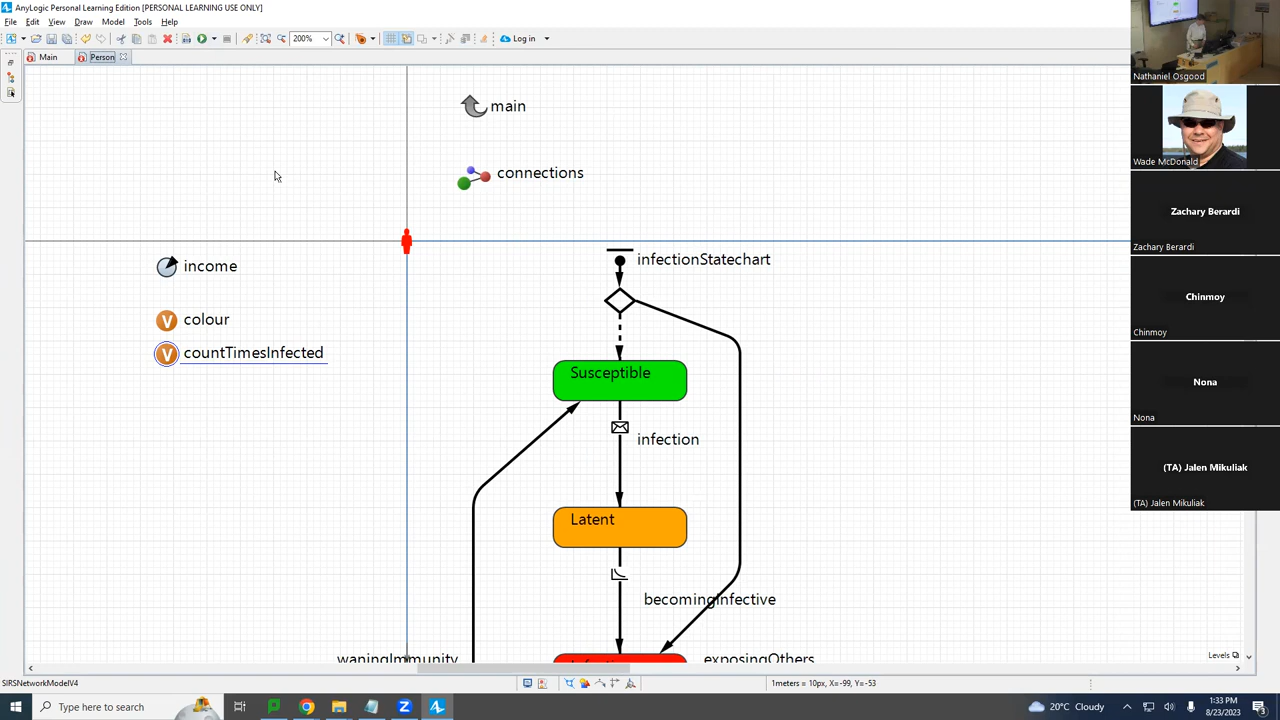 AnyLogic Personal Learning Edition [PERSONAL LEARNING USE ONLY]
File Edit View Draw Model Tools Help
200% Log in
Main Person
main
connections
income
infectionStatechart
colour
countTimesInfected
Susceptible
infection
Latent
becomingInfective
waningImmunity
exposingOthers
Levels
SIRSNetworkModelV4
1meters = 10px, X=-99, Y=-53
Type here to search
20°C Cloudy
1:33 PM
8/23/2023
3
Nathaniel Osgood
Wade McDonald
Zachary Berardi
Zachary Berardi
Chinmoy
Chinmoy
Nona
Nona
(TA) Jalen Mikuliak
(TA) Jalen Mikuliak